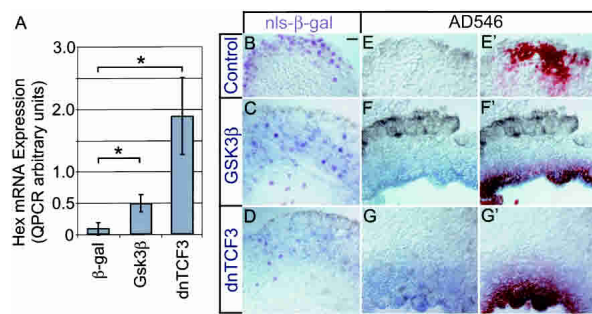 A
Hex mRNA Expression
(QPCR arbitrary units)
3.0
2.0
1.0
0.5
0
*
*
β-gal
Gsk3β
dnTCF3
nls-β-gal
AD546
Control
GSK3β
dnTCF3
B
E
E'
C
F
F'
D
G
G'